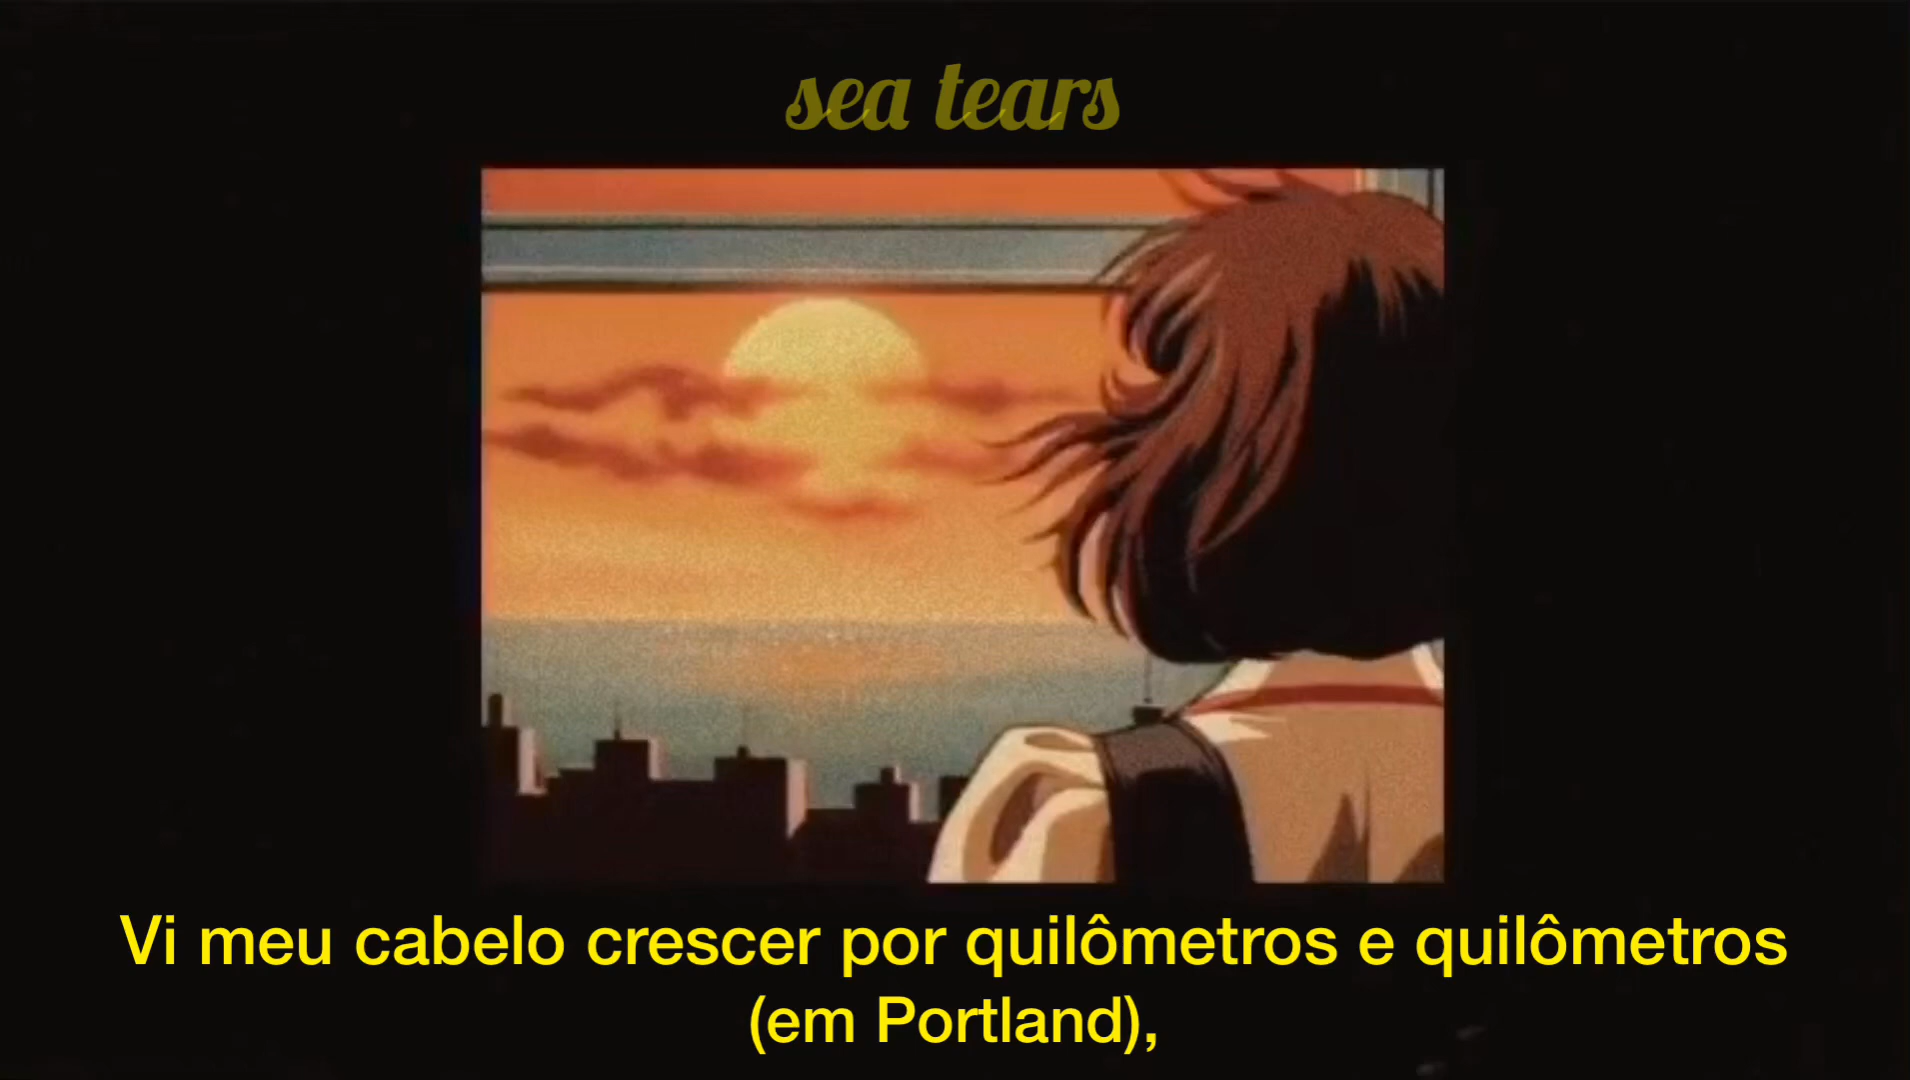 sea tears
Vi meu cabelo crescer por quilômetros e quilômetros
(em Portland),